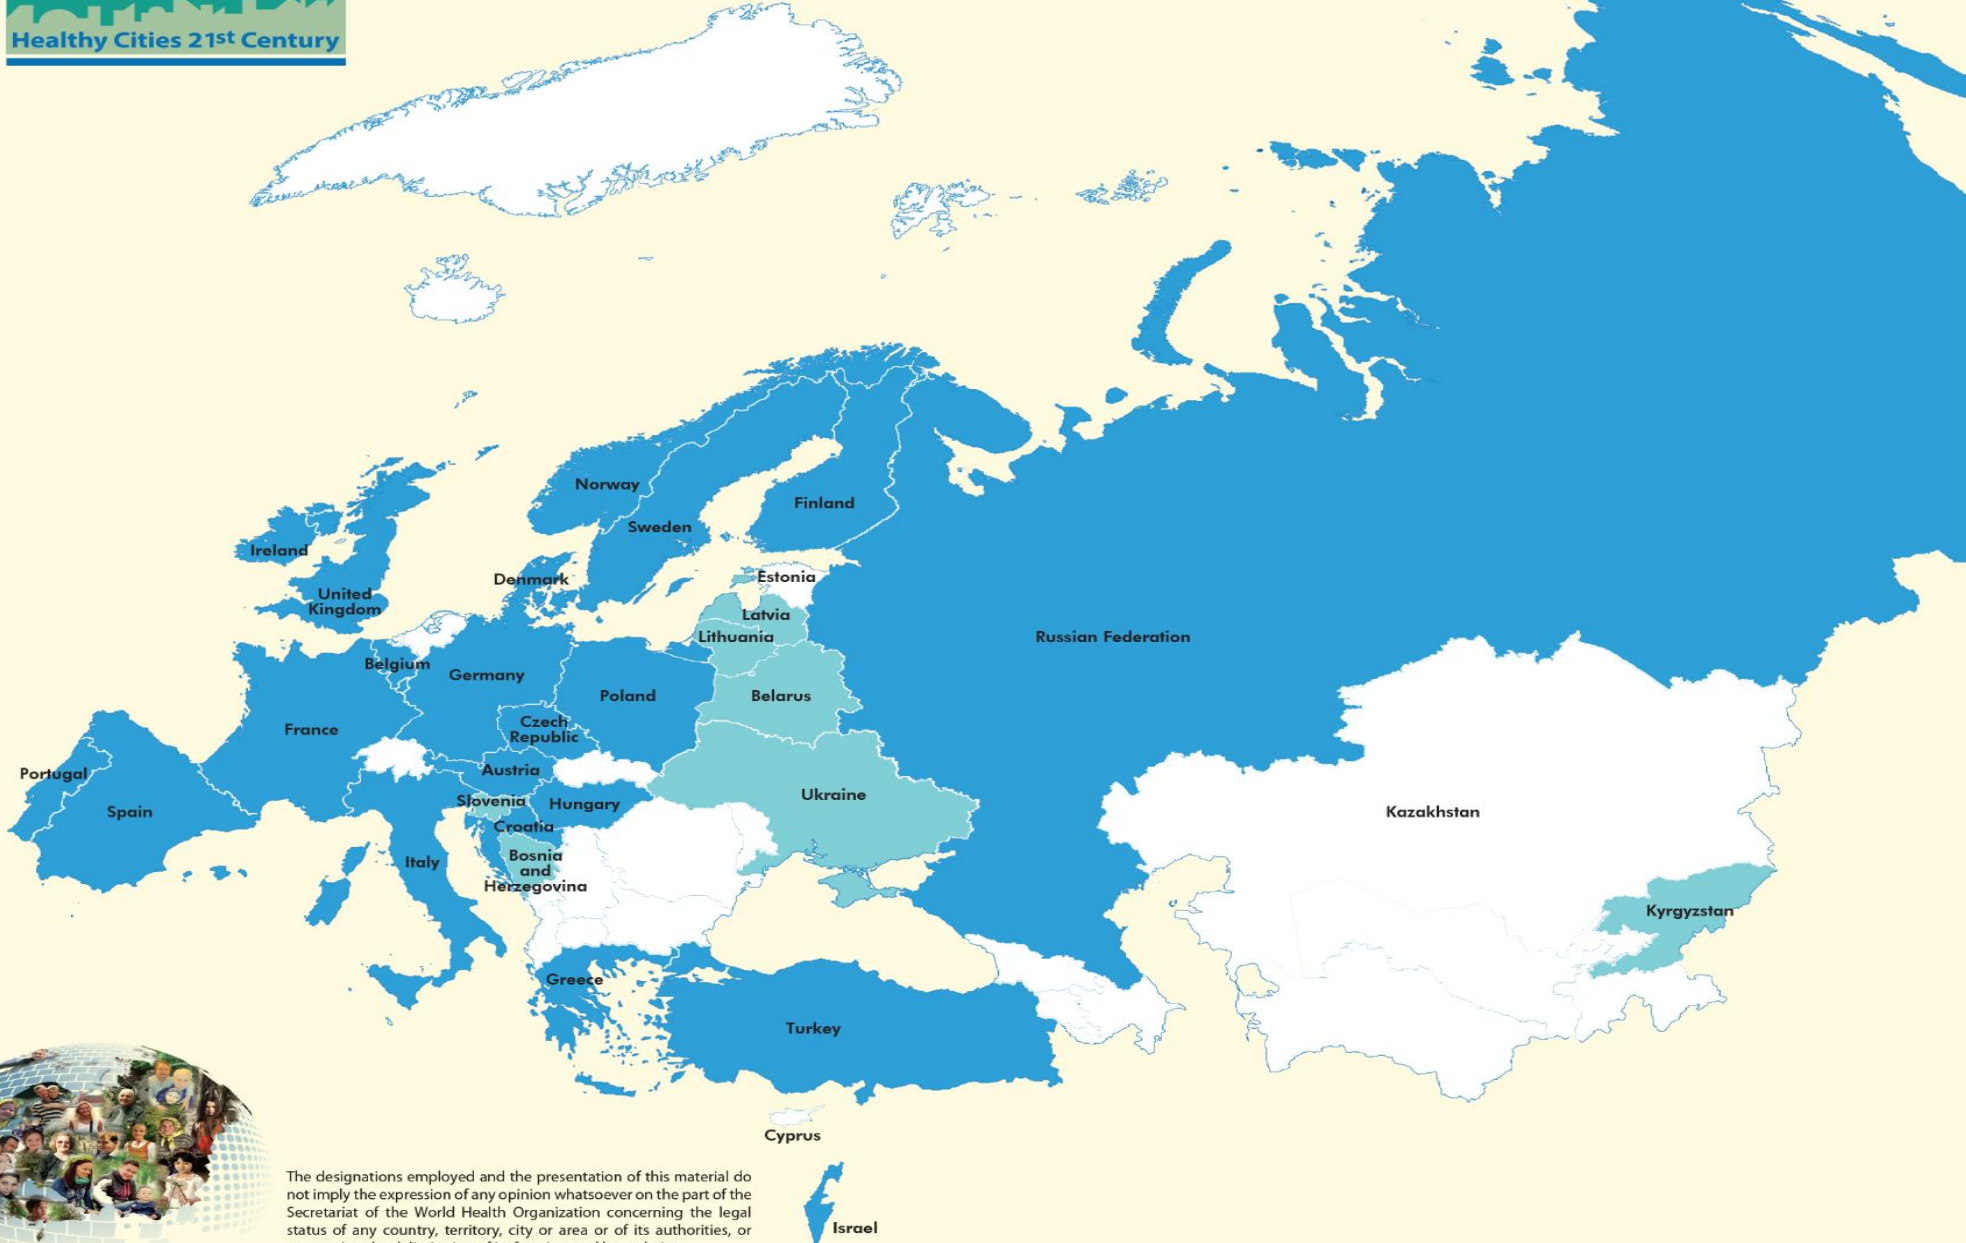 Healthy Cities 21st Century
Norway
Finland
Sweden
Ireland
Denmark
Estonia
United
Kingdom
Latvia
Lithuania
Russian Federation
Belgium
Germany
Poland
Belarus
France
Czech
Republic
Portugal
Austria
Spain
Slovenia
Hungary
Ukraine
Kazakhstan
Croatia
Italy
Bosnia
and
Herzegovina
Kyrgyzstan
Greece
Turkey
Cyprus
Israel
The designations employed and the presentation of this material do
not imply the expression of any opinion whatsoever on the part of the
Secretariat of the World Health Organization concerning the legal
status of any country, territory, city or area or of its authorities, or